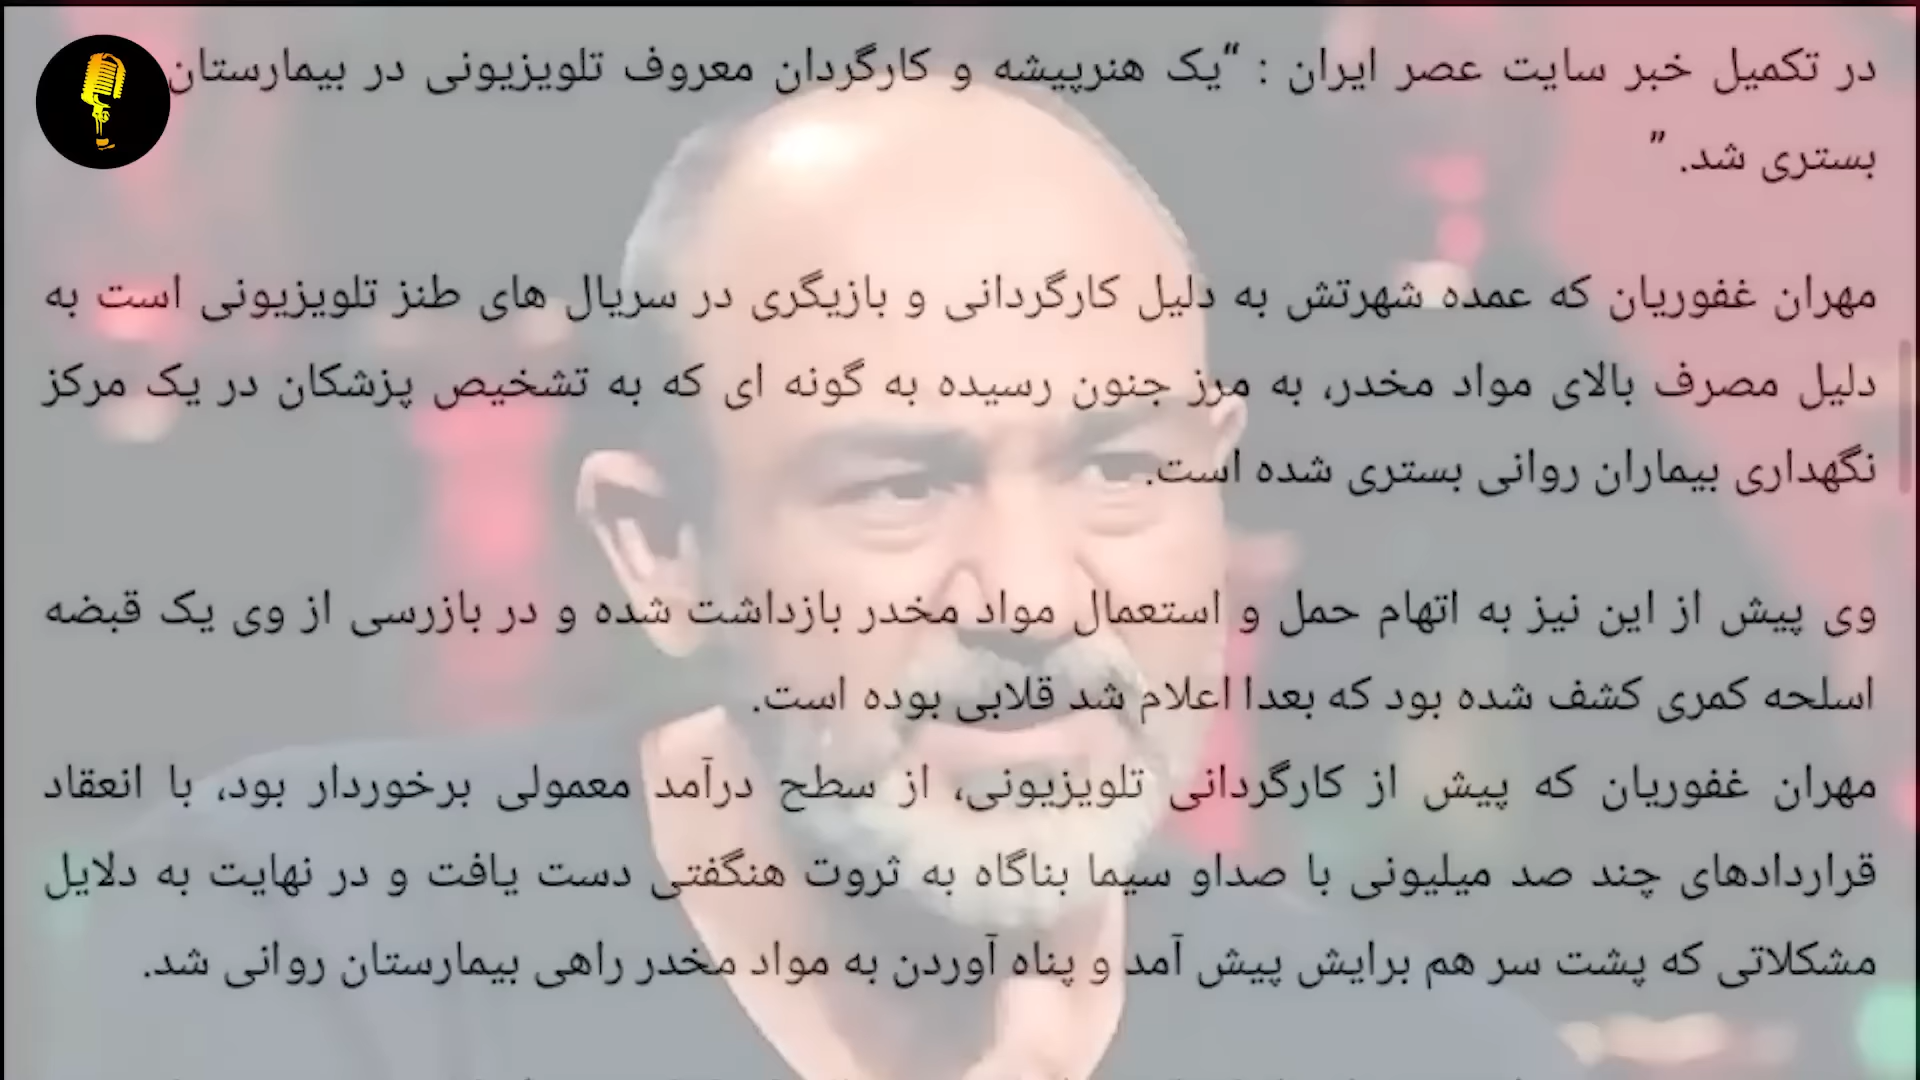 در تکمیل خبر سایت عصر ایران : “یک هنرپیشه و کارگردان معروف تلویزیونی در بیمارستان
بستری شد. ”
مهران غفوریان که عمده شهرتش به دلیل کارگردانی و بازیگری در سریال های طنز تلویزیونی است به
دلیل مصرف بالای مواد مخدر، به مرز جنون رسیده به گونه ای که به تشخیص پزشکان در یک مرکز
نگهداری بیماران روانی بستری شده است.
وی پیش از این نیز به اتهام حمل و استعمال مواد مخدر بازداشت شده و در بازرسی از وی یک قبضه
اسلحه کمری کشف شده بود که بعدا اعلام شد قلابی بوده است.
مهران غفوریان که پیش از کارگردانی تلویزیونی، از سطح درآمد معمولی برخوردار بود، با انعقاد
قراردادهای چند صد میلیونی با صداو سیما بناگاه به ثروت هنگفتی دست یافت و در نهایت به دلایل
مشکلاتی که پشت سر هم برایش پیش آمد و پناه آوردن به مواد مخدر راهی بیمارستان روانی شد.